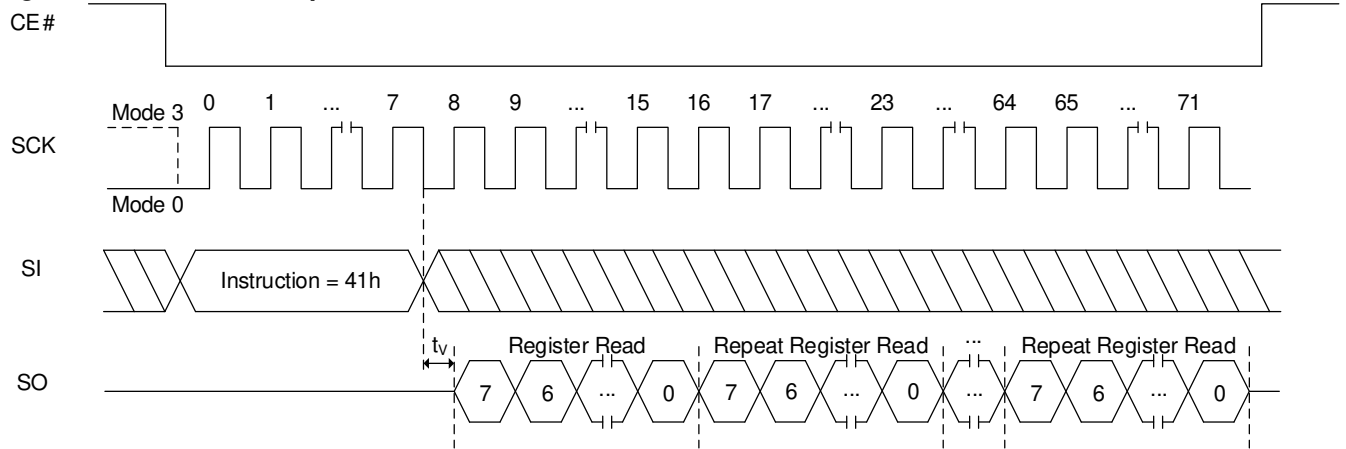 CE#
Mode 3 0 1 ... 7 8 9 ... 15 16 17 ... 23 ... 64 65 ... 71
SCK
Mode 0
SI Instruction = 41h
tV Register Read Repeat Register Read ... Repeat Register Read
SO 7 6 ... 0 7 6 ... 0 ... 7 6 ... 0